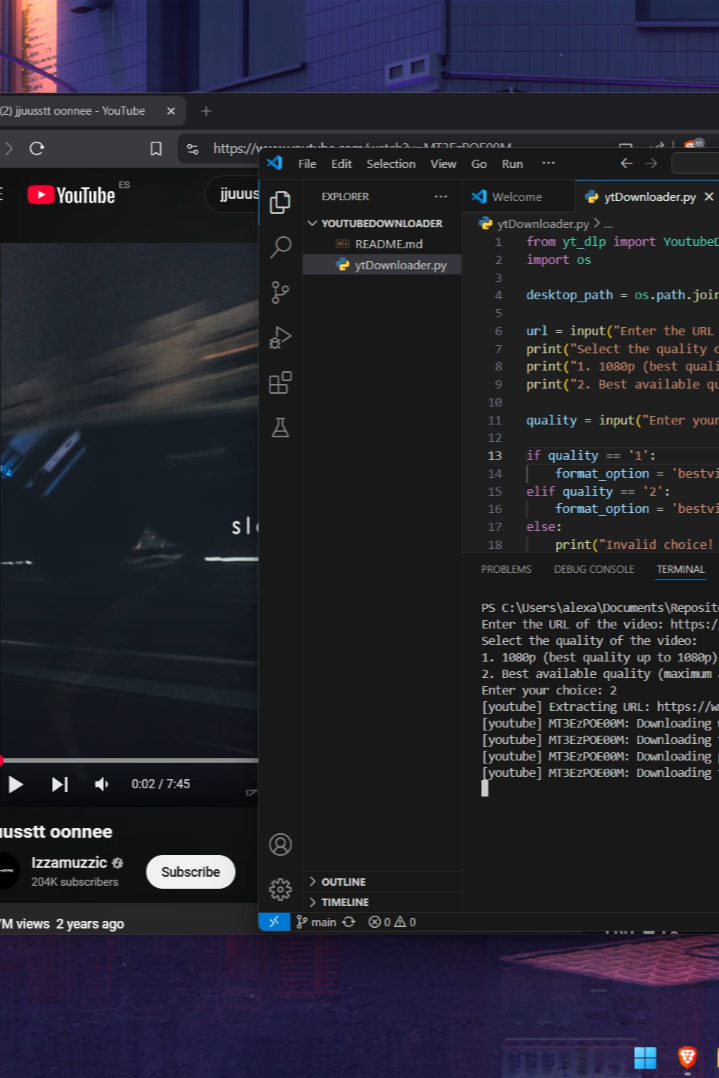 (2) jjuusstt oonnee - YouTube
https://www.youtube.com/watch?v=MT3EzPOE00M
YouTube ES
jjuuus
slo
0:02 / 7:45
uusstt oonnee
Izzamuzzic
204K subscribers
Subscribe
M views 2 years ago
File Edit Selection View Go Run ···
EXPLORER ···
YOUTUBEDOWNLOADER
README.md
ytDownloader.py
OUTLINE
TIMELINE
Welcome
ytDownloader.py
ytDownloader.py > ...
1 from yt_dlp import YoutubeD
2 import os
3
4 desktop_path = os.path.join
5
6 url = input("Enter the URL
7 print("Select the quality o
8 print("1. 1080p (best quali
9 print("2. Best available qu
10
11 quality = input("Enter your
12
13 if quality == '1':
14 format_option = 'bestvi
15 elif quality == '2':
16 format_option = 'bestvi
17 else:
18 print("Invalid choice!
PROBLEMS DEBUG CONSOLE TERMINAL
PS C:\Users\alexa\Documents\Reposito
Enter the URL of the video: https:/
Select the quality of the video:
1. 1080p (best quality up to 1080p)
2. Best available quality (maximum
Enter your choice: 2
[youtube] Extracting URL: https://w
[youtube] MT3EzPOE00M: Downloading
[youtube] MT3EzPOE00M: Downloading
[youtube] MT3EzPOE00M: Downloading
[youtube] MT3EzPOE00M: Downloading
main 0 0